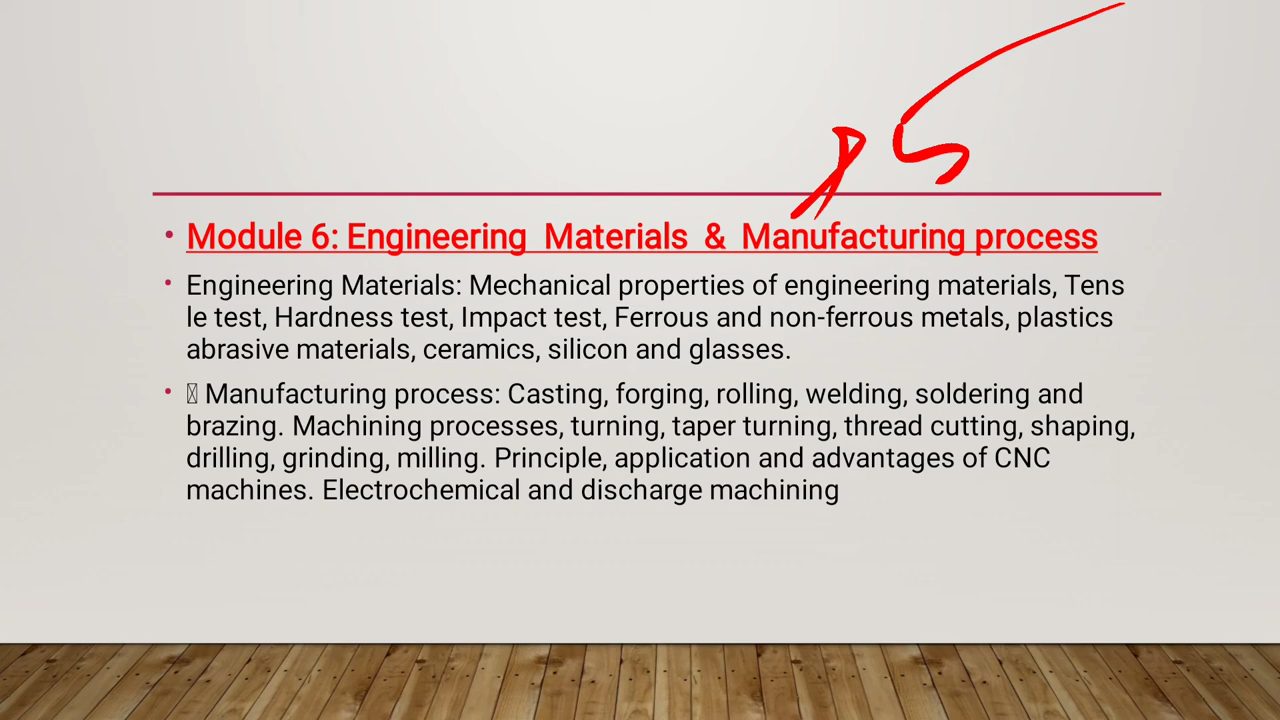 Module 6: Engineering Materials & Manufacturing process
Engineering Materials: Mechanical properties of engineering materials, Tens
le test, Hardness test, Impact test, Ferrous and non-ferrous metals, plastics
abrasive materials, ceramics, silicon and glasses.
Manufacturing process: Casting, forging, rolling, welding, soldering and
brazing. Machining processes, turning, taper turning, thread cutting, shaping,
drilling, grinding, milling. Principle, application and advantages of CNC
machines. Electrochemical and discharge machining